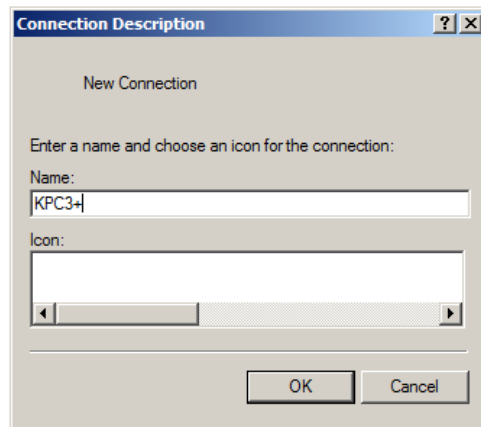 Connection Description
New Connection
Enter a name and choose an icon for the connection:
Name:
KPC3+
Icon:
OK Cancel